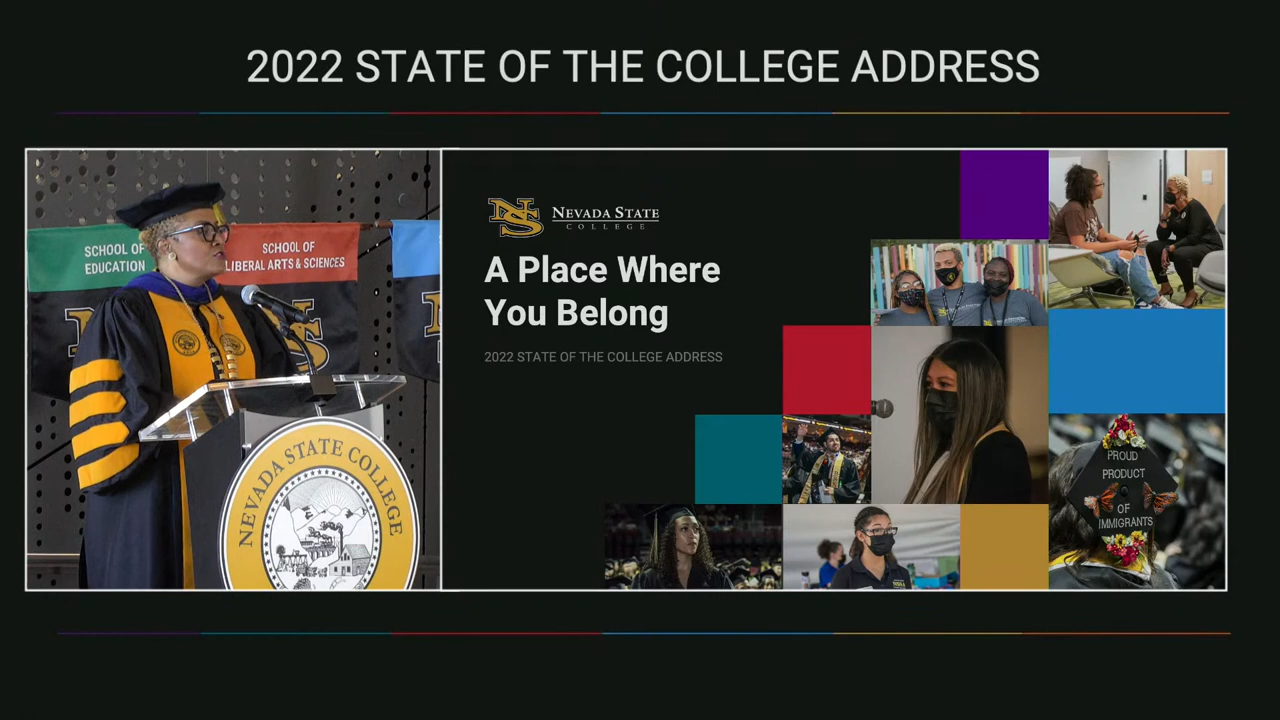 2022 STATE OF THE COLLEGE ADDRESS
SCHOOL OF
EDUCATION
SCHOOL OF
LIBERAL ARTS & SCIENCES
NEVADA STATE COLLEGE
NS
NEVADA STATE
COLLEGE
A Place Where
You Belong
2022 STATE OF THE COLLEGE ADDRESS
PROUD
PRODUCT
OF
IMMIGRANTS